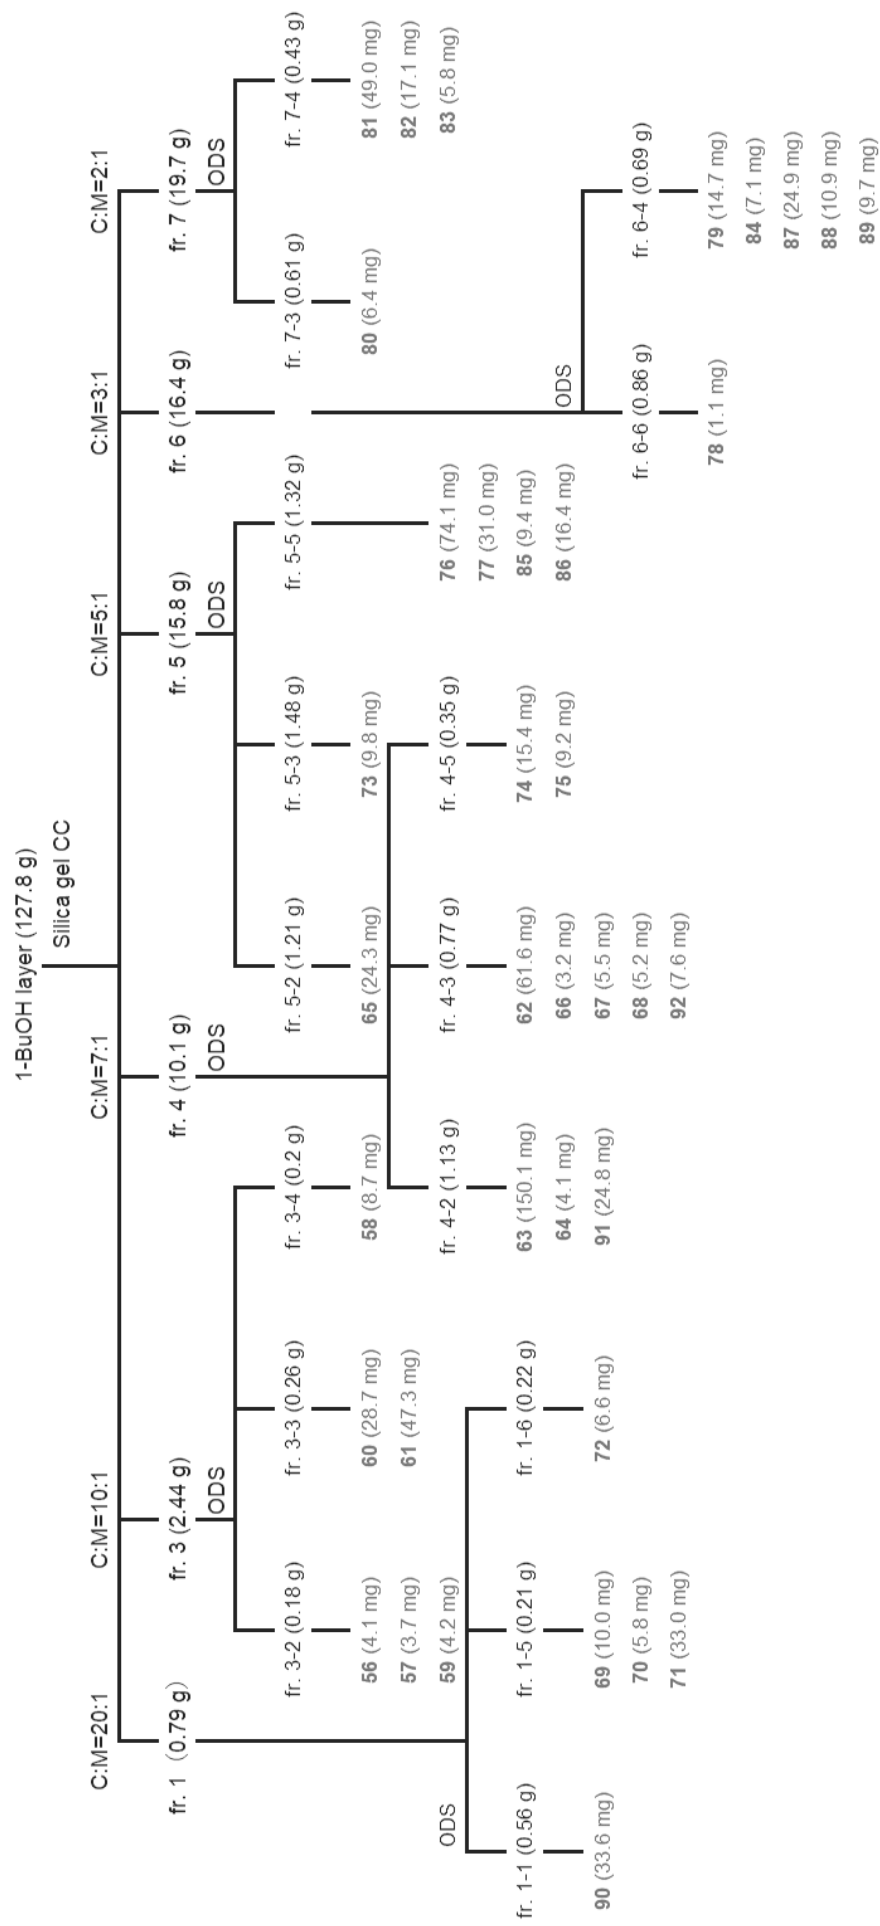 1-BuOH layer (127.8 g)
Silica gel CC
C:M=20:1
C:M=10:1
C:M=7:1
C:M=5:1
C:M=3:1
C:M=2:1
fr. 1 (0.79 g)
fr. 3 (2.44 g)
fr. 4 (10.1 g)
fr. 5 (15.8 g)
fr. 6 (16.4 g)
fr. 7 (19.7 g)
ODS
ODS
ODS
ODS
fr. 3-2 (0.18 g)
fr. 3-3 (0.26 g)
fr. 3-4 (0.2 g)
fr. 5-2 (1.21 g)
fr. 5-3 (1.48 g)
fr. 5-5 (1.32 g)
fr. 7-3 (0.61 g)
fr. 7-4 (0.43 g)
56 (4.1 mg)
57 (3.7 mg)
59 (4.2 mg)
60 (28.7 mg)
61 (47.3 mg)
58 (8.7 mg)
65 (24.3 mg)
73 (9.8 mg)
76 (74.1 mg)
77 (31.0 mg)
85 (9.4 mg)
86 (16.4 mg)
80 (6.4 mg)
81 (49.0 mg)
82 (17.1 mg)
83 (5.8 mg)
fr. 4-2 (1.13 g)
fr. 4-3 (0.77 g)
fr. 4-5 (0.35 g)
63 (150.1 mg)
64 (4.1 mg)
91 (24.8 mg)
62 (61.6 mg)
66 (3.2 mg)
67 (5.5 mg)
68 (5.2 mg)
92 (7.6 mg)
74 (15.4 mg)
75 (9.2 mg)
ODS
fr. 1-1 (0.56 g)
fr. 1-5 (0.21 g)
fr. 1-6 (0.22 g)
90 (33.6 mg)
69 (10.0 mg)
70 (5.8 mg)
71 (33.0 mg)
72 (6.6 mg)
ODS
fr. 6-6 (0.86 g)
fr. 6-4 (0.69 g)
78 (1.1 mg)
79 (14.7 mg)
84 (7.1 mg)
87 (24.9 mg)
88 (10.9 mg)
89 (9.7 mg)